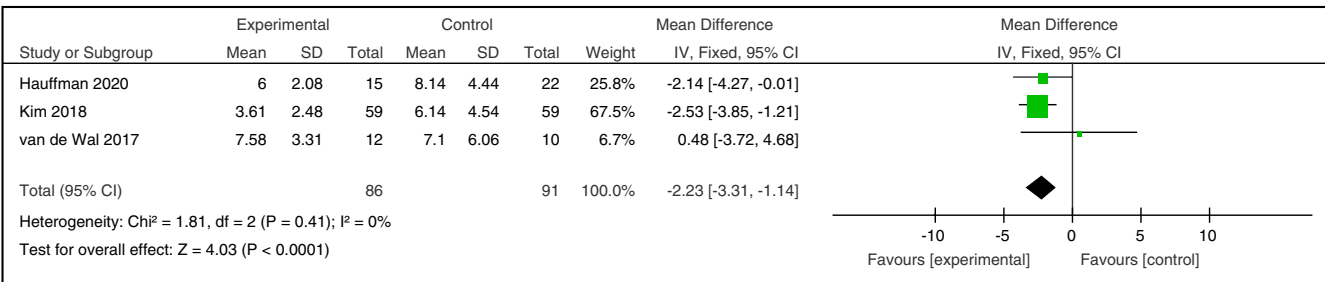 Experimental Control Mean Difference Mean Difference
Study or Subgroup Mean SD Total Mean SD Total Weight IV, Fixed, 95% CI IV, Fixed, 95% CI
Hauffman 2020 6 2.08 15 8.14 4.44 22 25.8% -2.14 [-4.27, -0.01]
Kim 2018 3.61 2.48 59 6.14 4.54 59 67.5% -2.53 [-3.85, -1.21]
van de Wal 2017 7.58 3.31 12 7.1 6.06 10 6.7% 0.48 [-3.72, 4.68]
Total (95% CI) 86 91 100.0% -2.23 [-3.31, -1.14]
Heterogeneity: Chi² = 1.81, df = 2 (P = 0.41); I² = 0%
Test for overall effect: Z = 4.03 (P < 0.0001)
-10 -5 0 5 10
Favours [experimental] Favours [control]